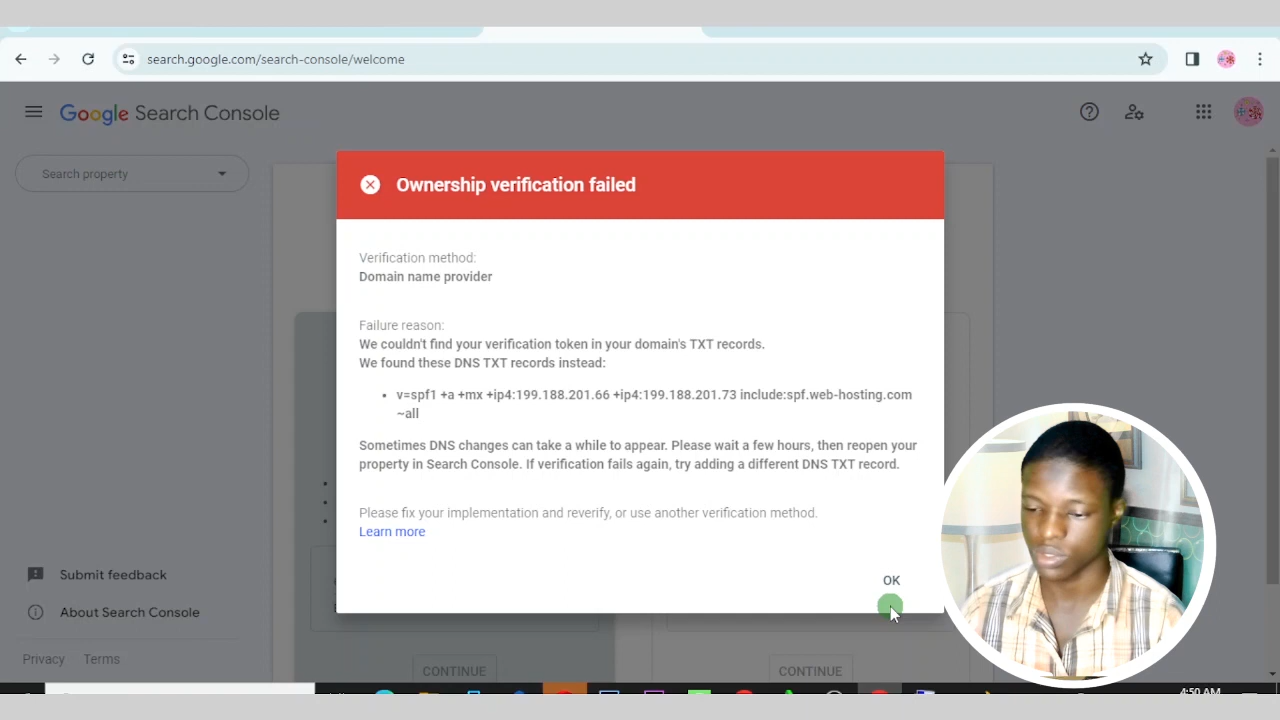 search.google.com/search-console/welcome
Google Search Console
Search property
Ownership verification failed
Verification method:
Domain name provider
Failure reason:
We couldn't find your verification token in your domain's TXT records.
We found these DNS TXT records instead:
• v=spf1 +a +mx +ip4:199.188.201.66 +ip4:199.188.201.73 include:spf.web-hosting.com
~all
Sometimes DNS changes can take a while to appear. Please wait a few hours, then reopen your
property in Search Console. If verification fails again, try adding a different DNS TXT record.
Please fix your implementation and reverify, or use another verification method.
Learn more
OK
Submit feedback
About Search Console
Privacy Terms
CONTINUE CONTINUE
4:50 AM